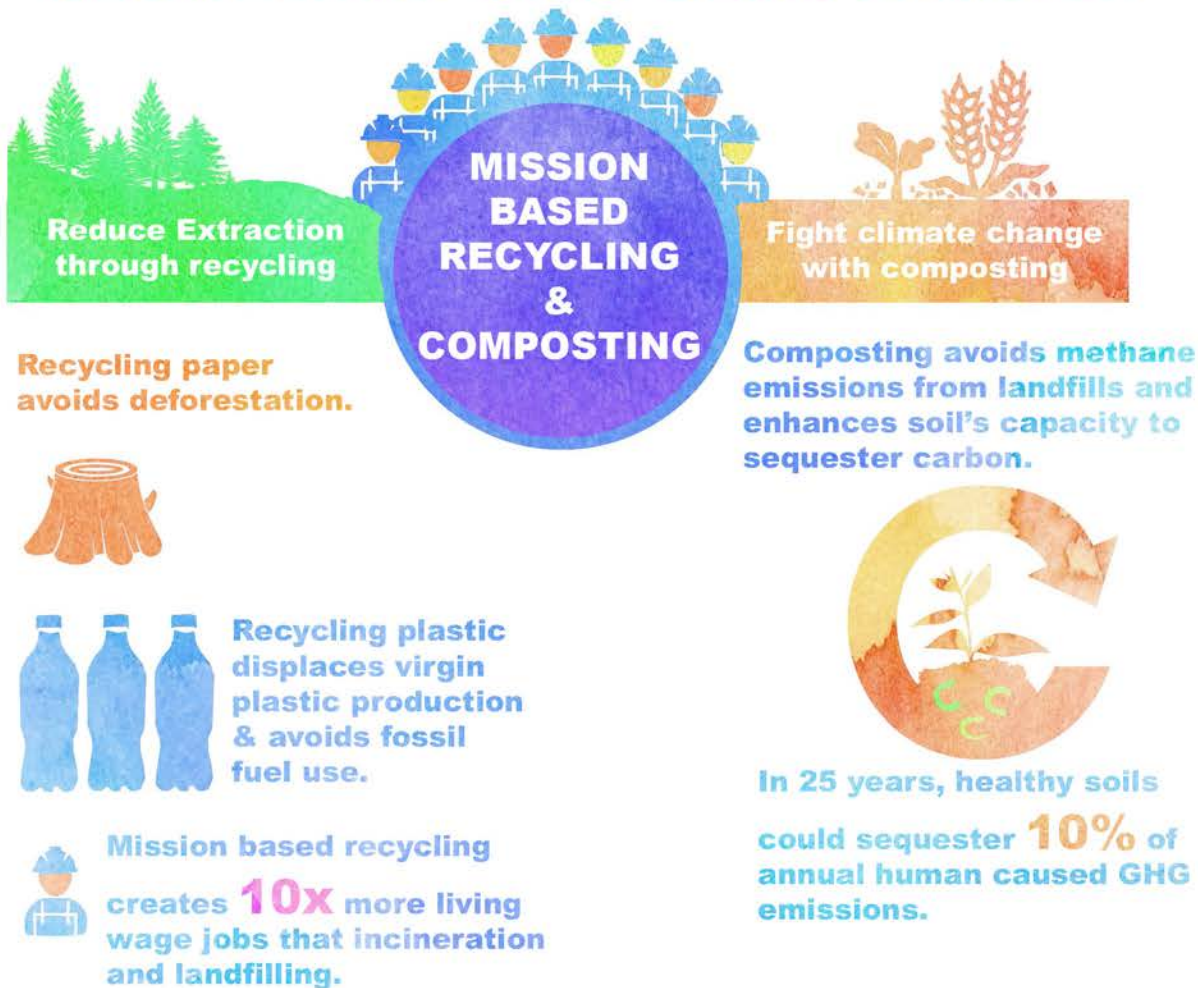 MISSION
BASED
RECYCLING
&
COMPOSTING
Reduce Extraction
through recycling
Recycling paper
avoids deforestation.
Recycling plastic
displaces virgin
plastic production
& avoids fossil
fuel use.
Mission based recycling
creates 10x more living
wage jobs that incineration
and landfilling.
Fight climate change
with composting
Composting avoids methane
emissions from landfills and
enhances soil's capacity to
sequester carbon.
C
C
C
In 25 years, healthy soils
could sequester 10% of
annual human caused GHG
emissions.